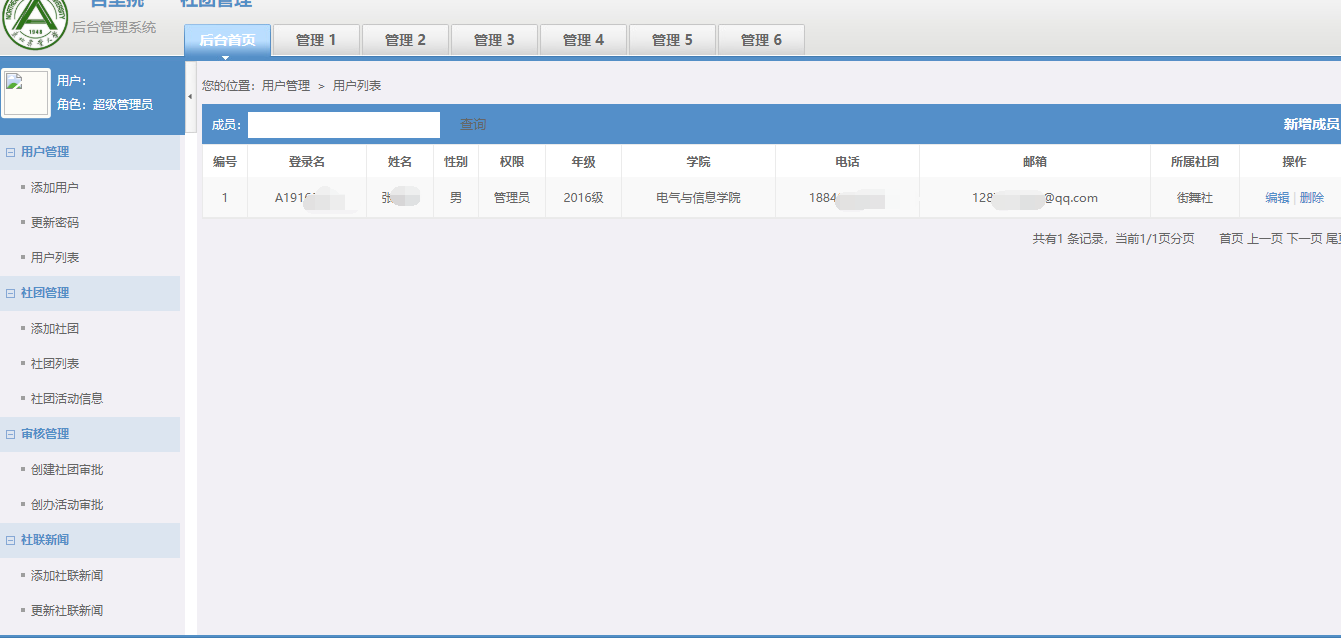 社团管理
后台管理系统
后台首页 管理 1 管理 2 管理 3 管理 4 管理 5 管理 6
用户：
角色：超级管理员
您的位置：用户管理 > 用户列表
成员： 查询 新增成员
编号 登录名 姓名 性别 权限 年级 学院 电话 邮箱 所属社团 操作
1 A191 张 男 管理员 2016级 电气与信息学院 1884 128 @qq.com 街舞社 编辑 | 删除
共有1 条记录，当前1/1页分页 首页 上一页 下一页
用户管理
添加用户
更新密码
用户列表
社团管理
添加社团
社团列表
社团活动信息
审核管理
创建社团审批
创办活动审批
社联新闻
添加社联新闻
更新社联新闻